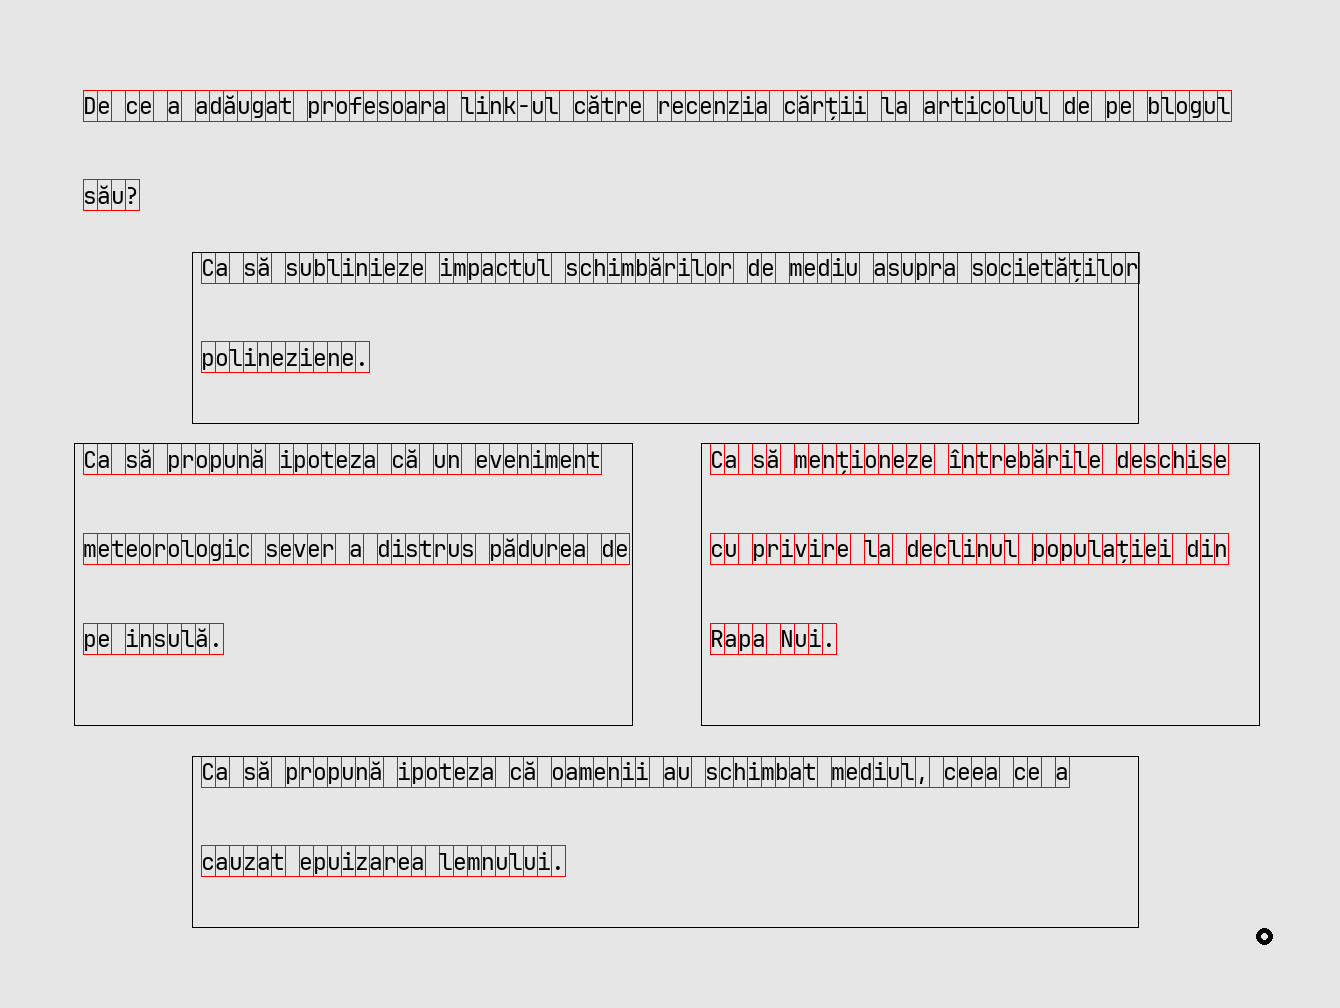 De ce a adăugat profesoara link-ul către recenzia cărții la articolul de pe blogul
său?
Ca să sublinieze impactul schimbărilor de mediu asupra societăților
polineziene.
Ca să propună ipoteza că un eveniment
meteorologic sever a distrus pădurea de
pe insulă.
Ca să menționeze întrebările deschise
cu privire la declinul populației din
Rapa Nui.
Ca să propună ipoteza că oamenii au schimbat mediul, ceea ce a
cauzat epuizarea lemnului.